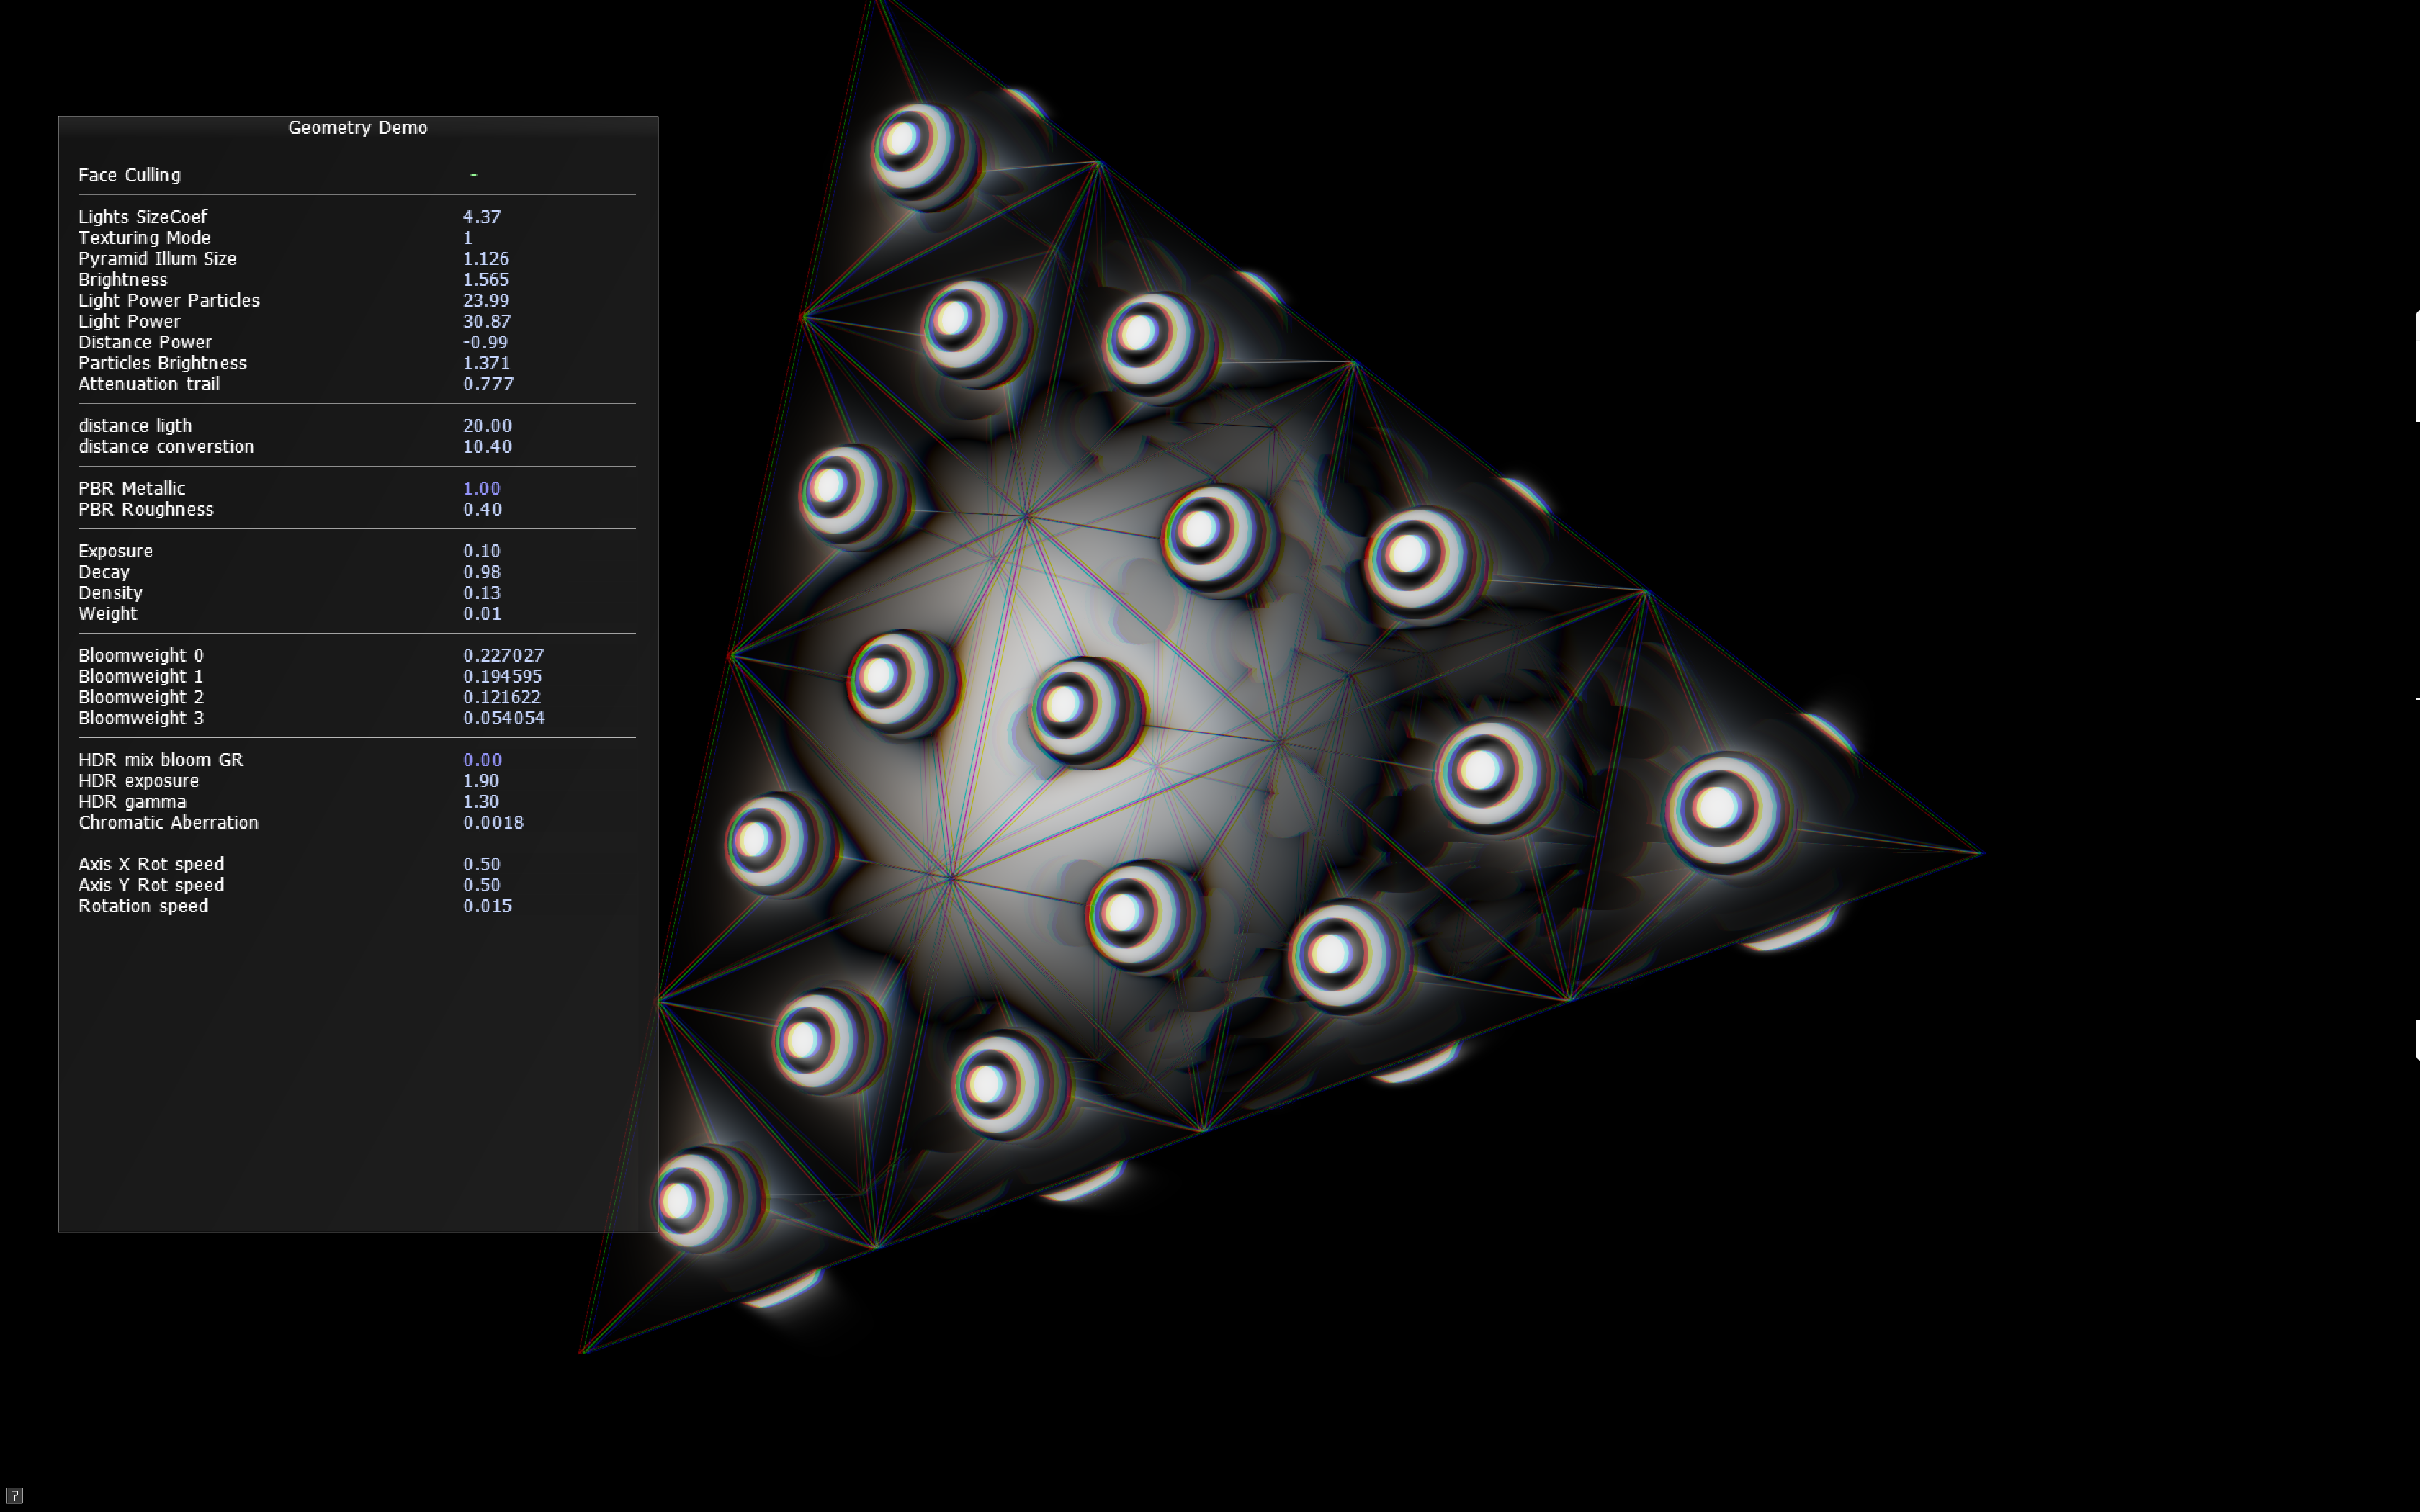 Geometry Demo
Face Culling -
Lights SizeCoef 4.37
Texturing Mode 1
Pyramid Illum Size 1.126
Brightness 1.565
Light Power Particles 23.99
Light Power 30.87
Distance Power -0.99
Particles Brightness 1.371
Attenuation trail 0.777
distance ligth 20.00
distance converstion 10.40
PBR Metallic 1.00
PBR Roughness 0.40
Exposure 0.10
Decay 0.98
Density 0.13
Weight 0.01
Bloomweight 0 0.227027
Bloomweight 1 0.194595
Bloomweight 2 0.121622
Bloomweight 3 0.054054
HDR mix bloom GR 0.00
HDR exposure 1.90
HDR gamma 1.30
Chromatic Aberration 0.0018
Axis X Rot speed 0.50
Axis Y Rot speed 0.50
Rotation speed 0.015
?